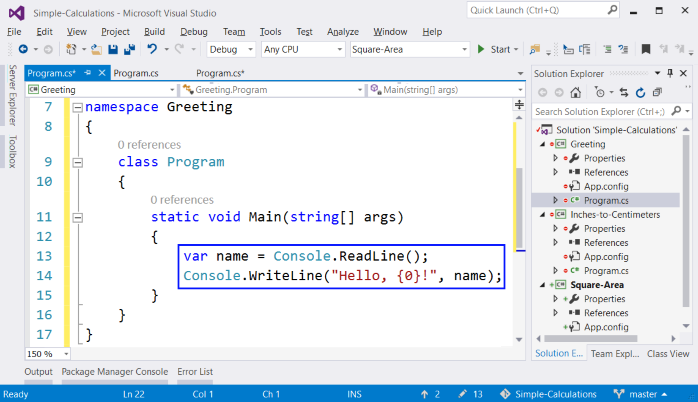 Simple-Calculations - Microsoft Visual Studio
Quick Launch (Ctrl+Q)
File Edit View Project Build Debug Team Tools Test Analyze Window Help
Debug Any CPU Square-Area Start
Server Explorer
Toolbox
Program.cs* Program.cs Program.cs*
Greeting Greeting.Program Main(string[] args)
7 namespace Greeting
8 {
0 references
9 class Program
10 {
0 references
11 static void Main(string[] args)
12 {
13 var name = Console.ReadLine();
14 Console.WriteLine("Hello, {0}!", name);
15 }
16 }
17 }
150 %
Solution Explorer
Search Solution Explorer (Ctrl+;)
Solution 'Simple-Calculations'
Greeting
Properties
References
App.config
Program.cs
Inches-to-Centimeters
Properties
References
App.config
Program.cs
Square-Area
Properties
References
App.config
Solution E... Team Expl... Class View
Output Package Manager Console Error List
Ready Ln 22 Col 1 Ch 1 INS 2 13 Simple-Calculations master